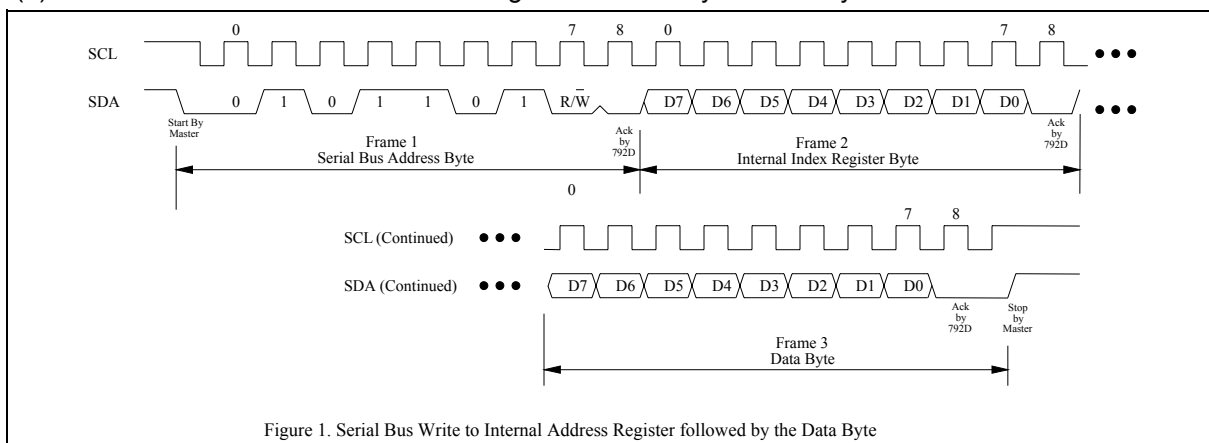 0 7 8 0 7 8
SCL
SDA 0 1 0 1 1 0 1 R/W D7 D6 D5 D4 D3 D2 D1 D0
Start By
Master
Ack
by
792D
Ack
by
792D
Frame 1
Serial Bus Address Byte
Frame 2
Internal Index Register Byte
0
7 8
SCL (Continued)
SDA (Continued) D7 D6 D5 D4 D3 D2 D1 D0
Ack
by
792D
Stop
by
Master
Frame 3
Data Byte
Figure 1. Serial Bus Write to Internal Address Register followed by the Data Byte